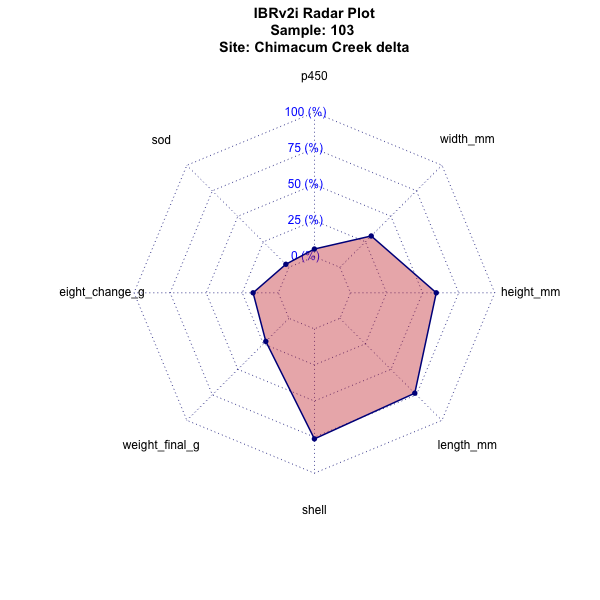 IBRv2i Radar Plot
Sample: 103
Site: Chimacum Creek delta
p450
100 (%)
sod
width_mm
75 (%)
50 (%)
25 (%)
0 (%)
eight_change_g
height_mm
weight_final_g
length_mm
shell